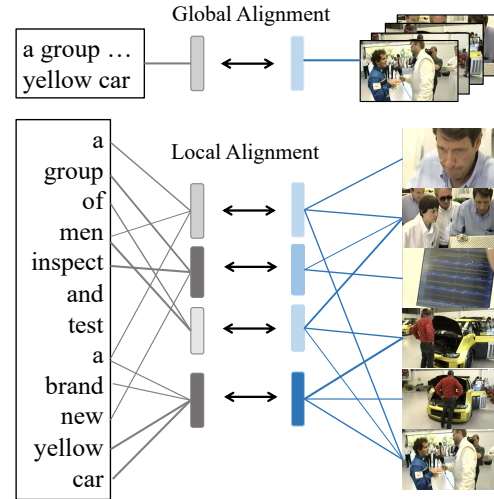 Global Alignment
a group ...
yellow car
Local Alignment
a
group
of
men
inspect
and
test
a
brand
new
yellow
car